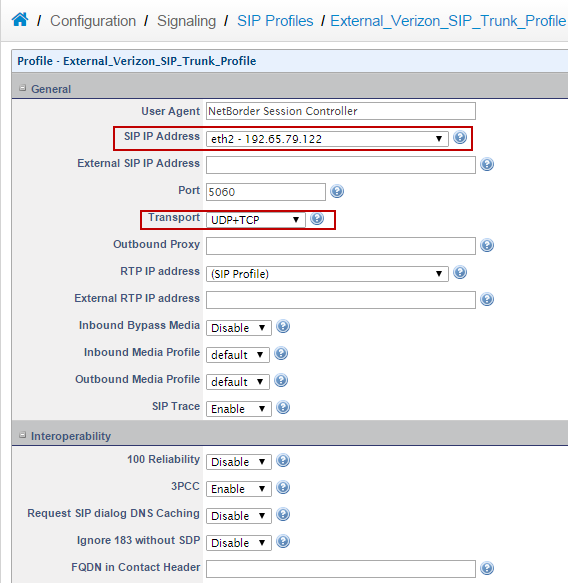 / Configuration / Signaling / SIP Profiles / External_Verizon_SIP_Trunk_Profile
Profile - External_Verizon_SIP_Trunk_Profile
General
User Agent NetBorder Session Controller
SIP IP Address eth2 - 192.65.79.122
External SIP IP Address
Port 5060
Transport UDP+TCP
Outbound Proxy
RTP IP address (SIP Profile)
External RTP IP address
Inbound Bypass Media Disable
Inbound Media Profile default
Outbound Media Profile default
SIP Trace Enable
Interoperability
100 Reliability Disable
3PCC Enable
Request SIP dialog DNS Caching Disable
Ignore 183 without SDP Disable
FQDN in Contact Header